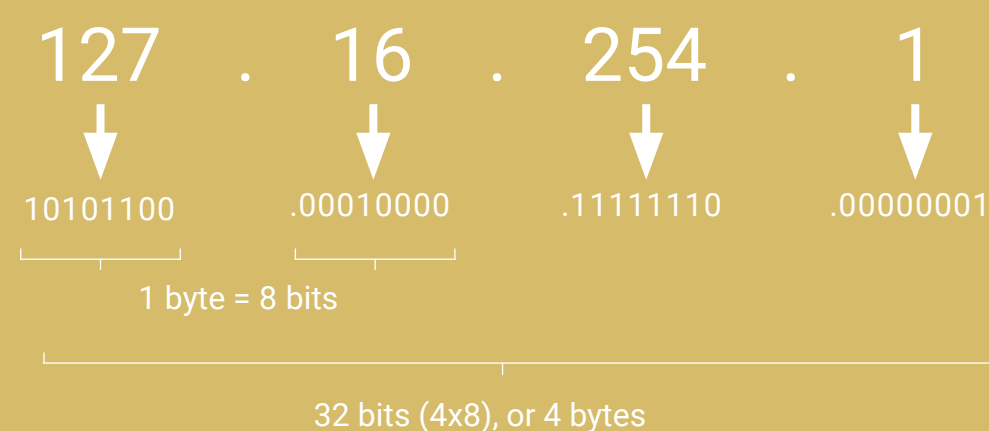 127 . 16 . 254 . 1
10101100 .00010000 .11111110 .00000001
1 byte = 8 bits
32 bits (4x8), or 4 bytes